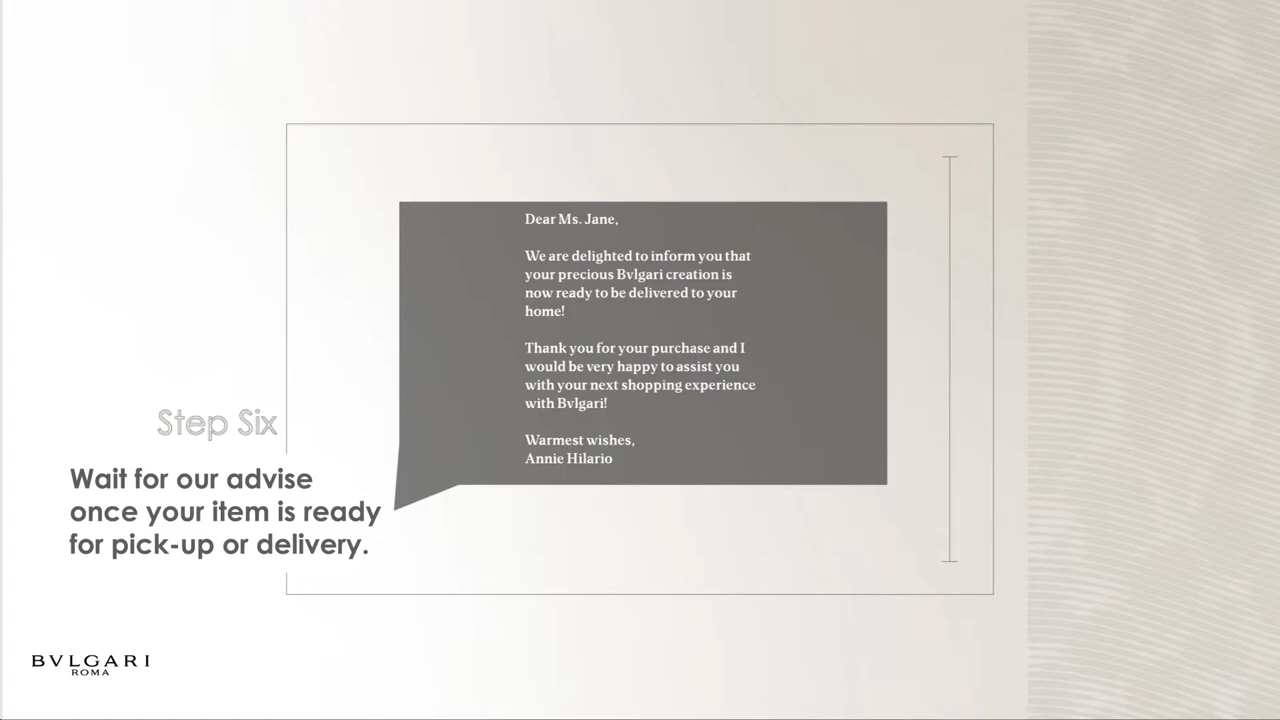 Dear Ms. Jane,
We are delighted to inform you that
your precious Bvlgari creation is
now ready to be delivered to your
home!
Thank you for your purchase and I
would be very happy to assist you
with your next shopping experience
with Bvlgari!
Warmest wishes,
Annie Hilario
Step Six
Wait for our advise
once your item is ready
for pick-up or delivery.
BVLGARI
ROMA